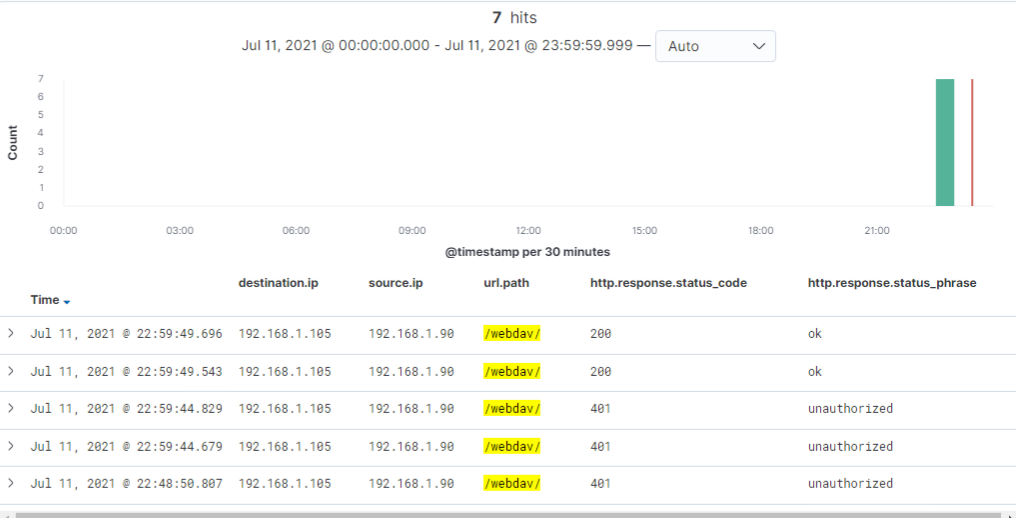 7 hits
Jul 11, 2021 @ 00:00:00.000 - Jul 11, 2021 @ 23:59:59.999 — Auto
7
6
5
4
3
2
1
0
Count
00:00 03:00 06:00 09:00 12:00 15:00 18:00 21:00
@timestamp per 30 minutes
Time destination.ip source.ip url.path http.response.status_code http.response.status_phrase
Jul 11, 2021 @ 22:59:49.696 192.168.1.105 192.168.1.90 /webdav/ 200 ok
Jul 11, 2021 @ 22:59:49.543 192.168.1.105 192.168.1.90 /webdav/ 200 ok
Jul 11, 2021 @ 22:59:44.829 192.168.1.105 192.168.1.90 /webdav/ 401 unauthorized
Jul 11, 2021 @ 22:59:44.679 192.168.1.105 192.168.1.90 /webdav/ 401 unauthorized
Jul 11, 2021 @ 22:48:50.807 192.168.1.105 192.168.1.90 /webdav/ 401 unauthorized